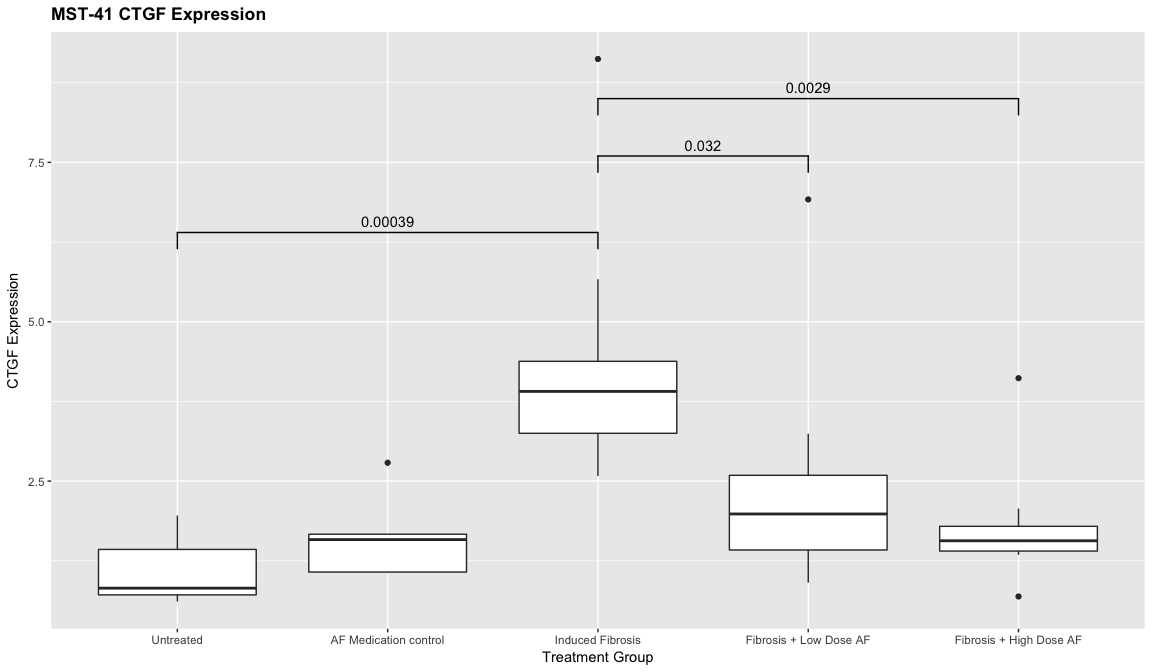 MST-41 CTGF Expression
0.0029
0.032
0.00039
7.5
5.0
2.5
CTGF Expression
Untreated
AF Medication control
Induced Fibrosis
Fibrosis + Low Dose AF
Fibrosis + High Dose AF
Treatment Group